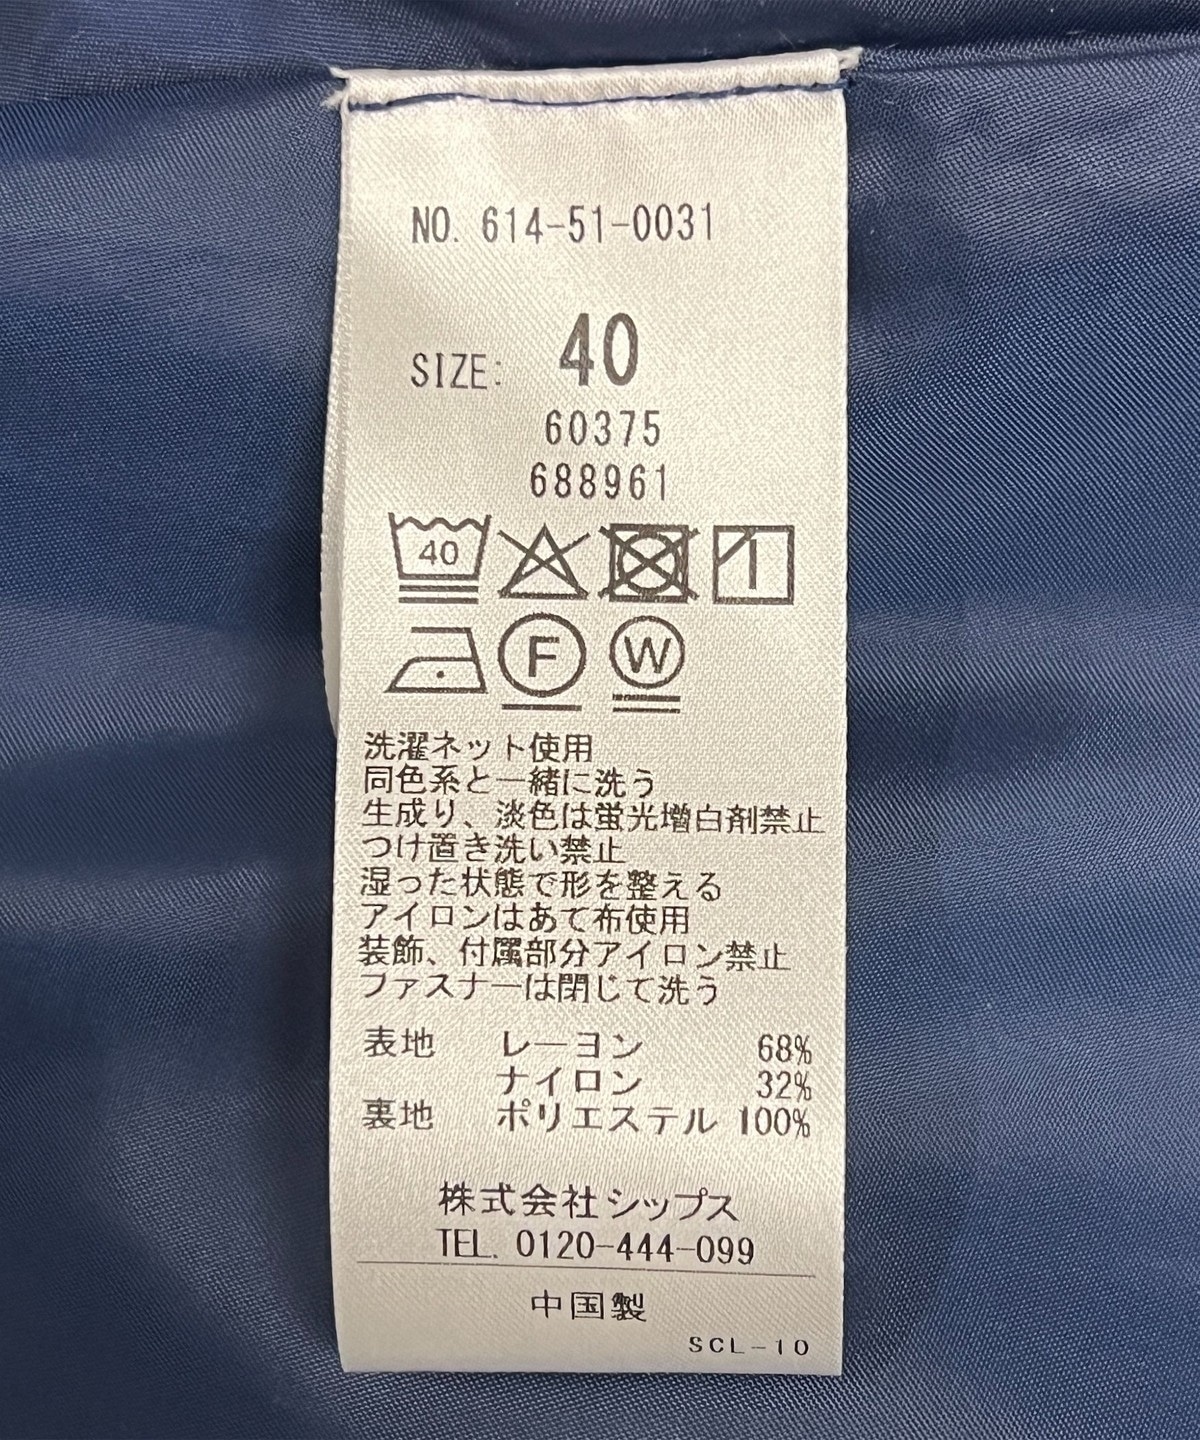 NO. 614-51-0031
SIZE: 40
60375
688961
40
F W
洗濯ネット使用
同色系と一緒に洗う
生成り、淡色は蛍光増白剤禁止
つけ置き洗い禁止
湿った状態で形を整える
アイロンはあて布使用
装飾、付属部分アイロン禁止
ファスナーは閉じて洗う
表地 レーヨン 68%
ナイロン 32%
裏地 ポリエステル 100%
株式会社シップス
TEL. 0120-444-099
中国製
SCL-10